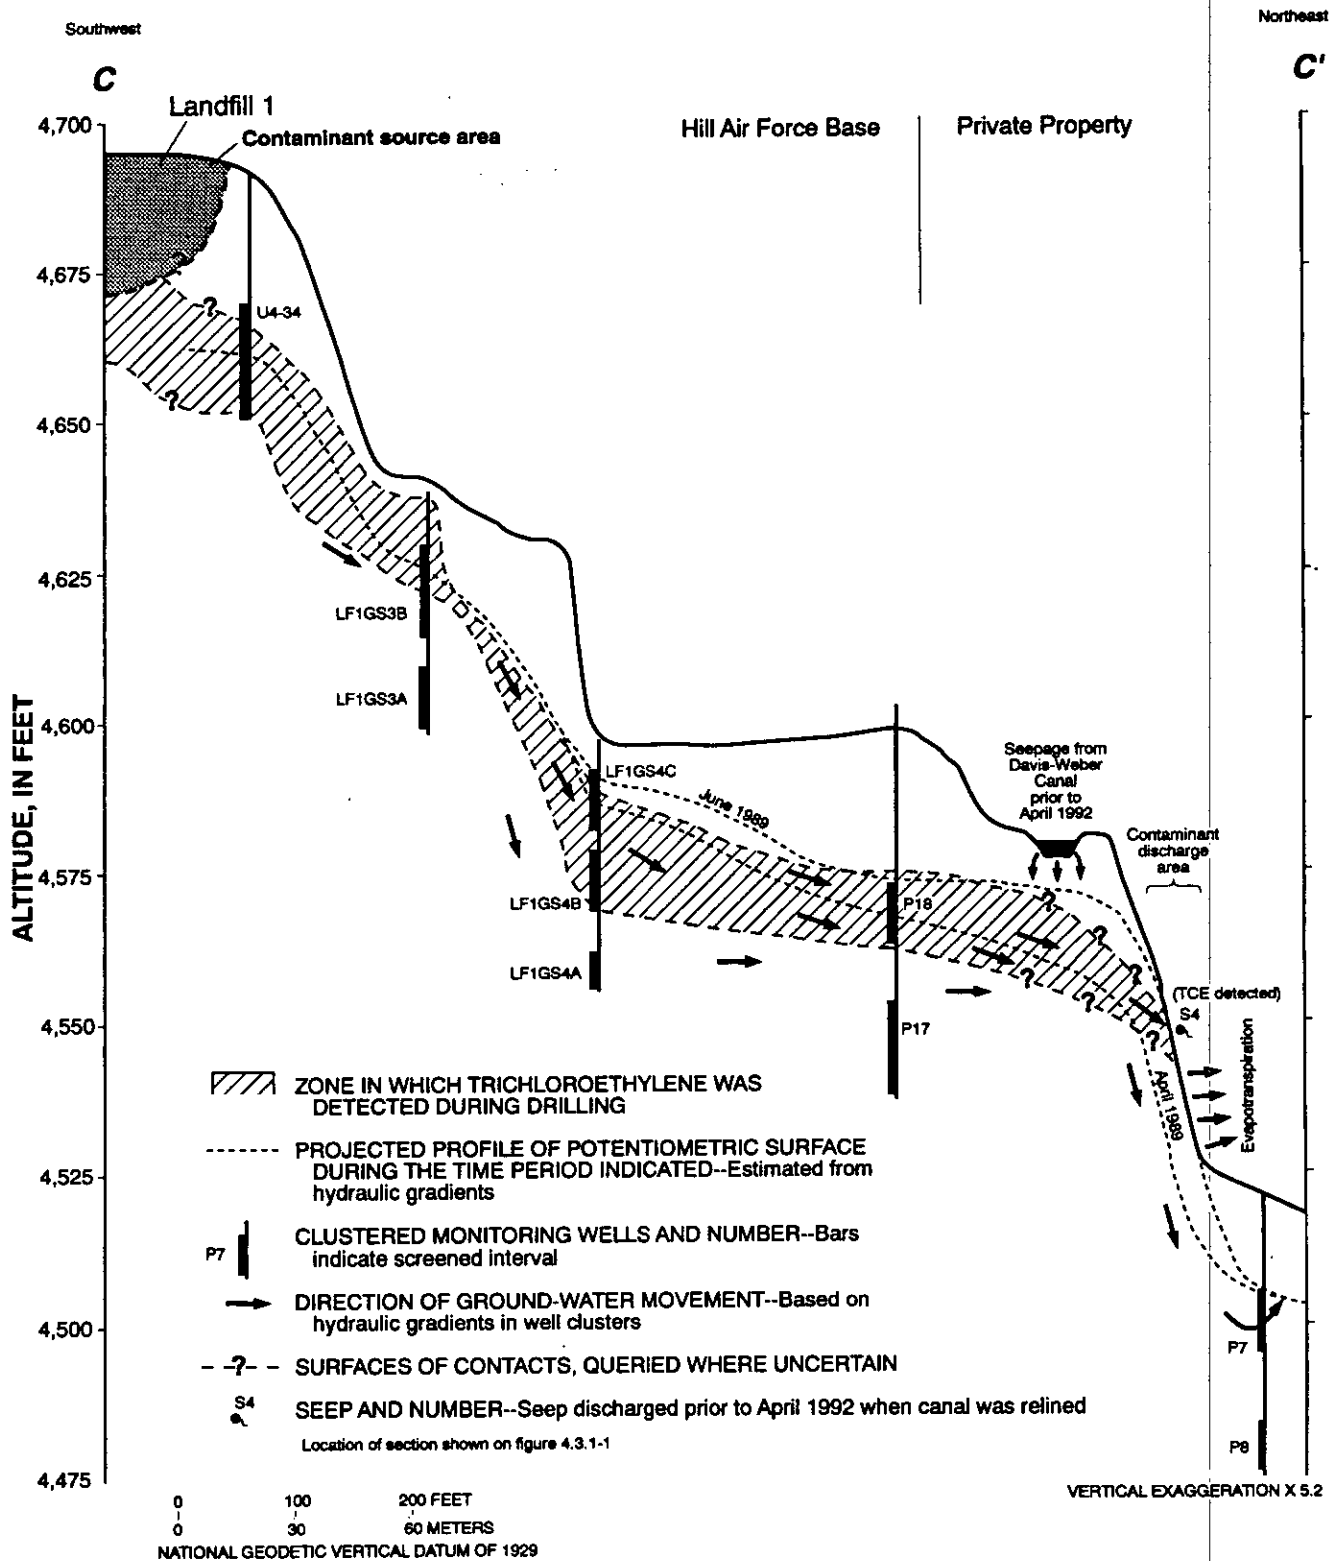 Southwest
Northeast
C
C'
Landfill 1
Contaminant source area
Hill Air Force Base
Private Property
4,700
4,675
4,650
4,625
4,600
4,575
4,550
4,525
4,500
4,475
ALTITUDE, IN FEET
?
?
?
U4-34
LF1GS3B
LF1GS3A
LF1GS4C
June 1989
LF1GS4B
LF1GS4A
P18
P17
Seepage from
Davis-Weber
Canal
prior to
April 1992
Contaminant
discharge
area
?
?
?
?
?
?
(TCE detected)
S4
April 1989
Evapotranspiration
P7
P8
ZONE IN WHICH TRICHLOROETHYLENE WAS
DETECTED DURING DRILLING
PROJECTED PROFILE OF POTENTIOMETRIC SURFACE
DURING THE TIME PERIOD INDICATED--Estimated from
hydraulic gradients
P7
CLUSTERED MONITORING WELLS AND NUMBER--Bars
indicate screened interval
DIRECTION OF GROUND-WATER MOVEMENT--Based on
hydraulic gradients in well clusters
?
SURFACES OF CONTACTS, QUERIED WHERE UNCERTAIN
S4
SEEP AND NUMBER--Seep discharged prior to April 1992 when canal was relined
Location of section shown on figure 4.3.1-1
VERTICAL EXAGGERATION X 5.2
0 100 200 FEET
0 30 60 METERS
NATIONAL GEODETIC VERTICAL DATUM OF 1929